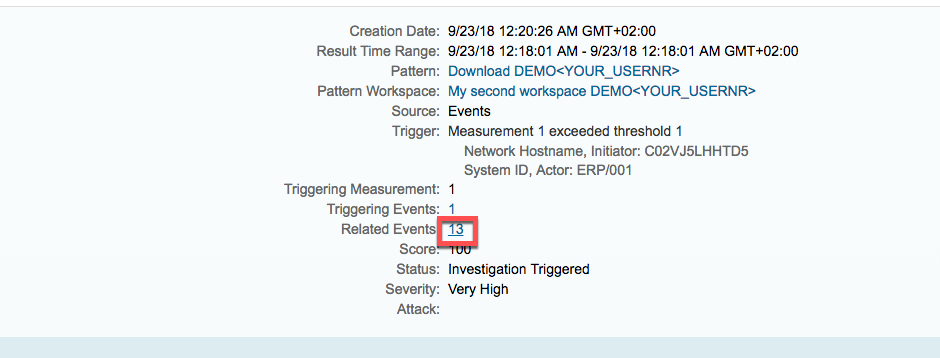 Creation Date: 9/23/18 12:20:26 AM GMT+02:00
Result Time Range: 9/23/18 12:18:01 AM - 9/23/18 12:18:01 AM GMT+02:00
Pattern: Download DEMO<YOUR_USERNR>
Pattern Workspace: My second workspace DEMO<YOUR_USERNR>
Source: Events
Trigger: Measurement 1 exceeded threshold 1
Network Hostname, Initiator: C02VJ5LHHTD5
System ID, Actor: ERP/001
Triggering Measurement: 1
Triggering Events: 1
Related Events 13
Score: 100
Status: Investigation Triggered
Severity: Very High
Attack: